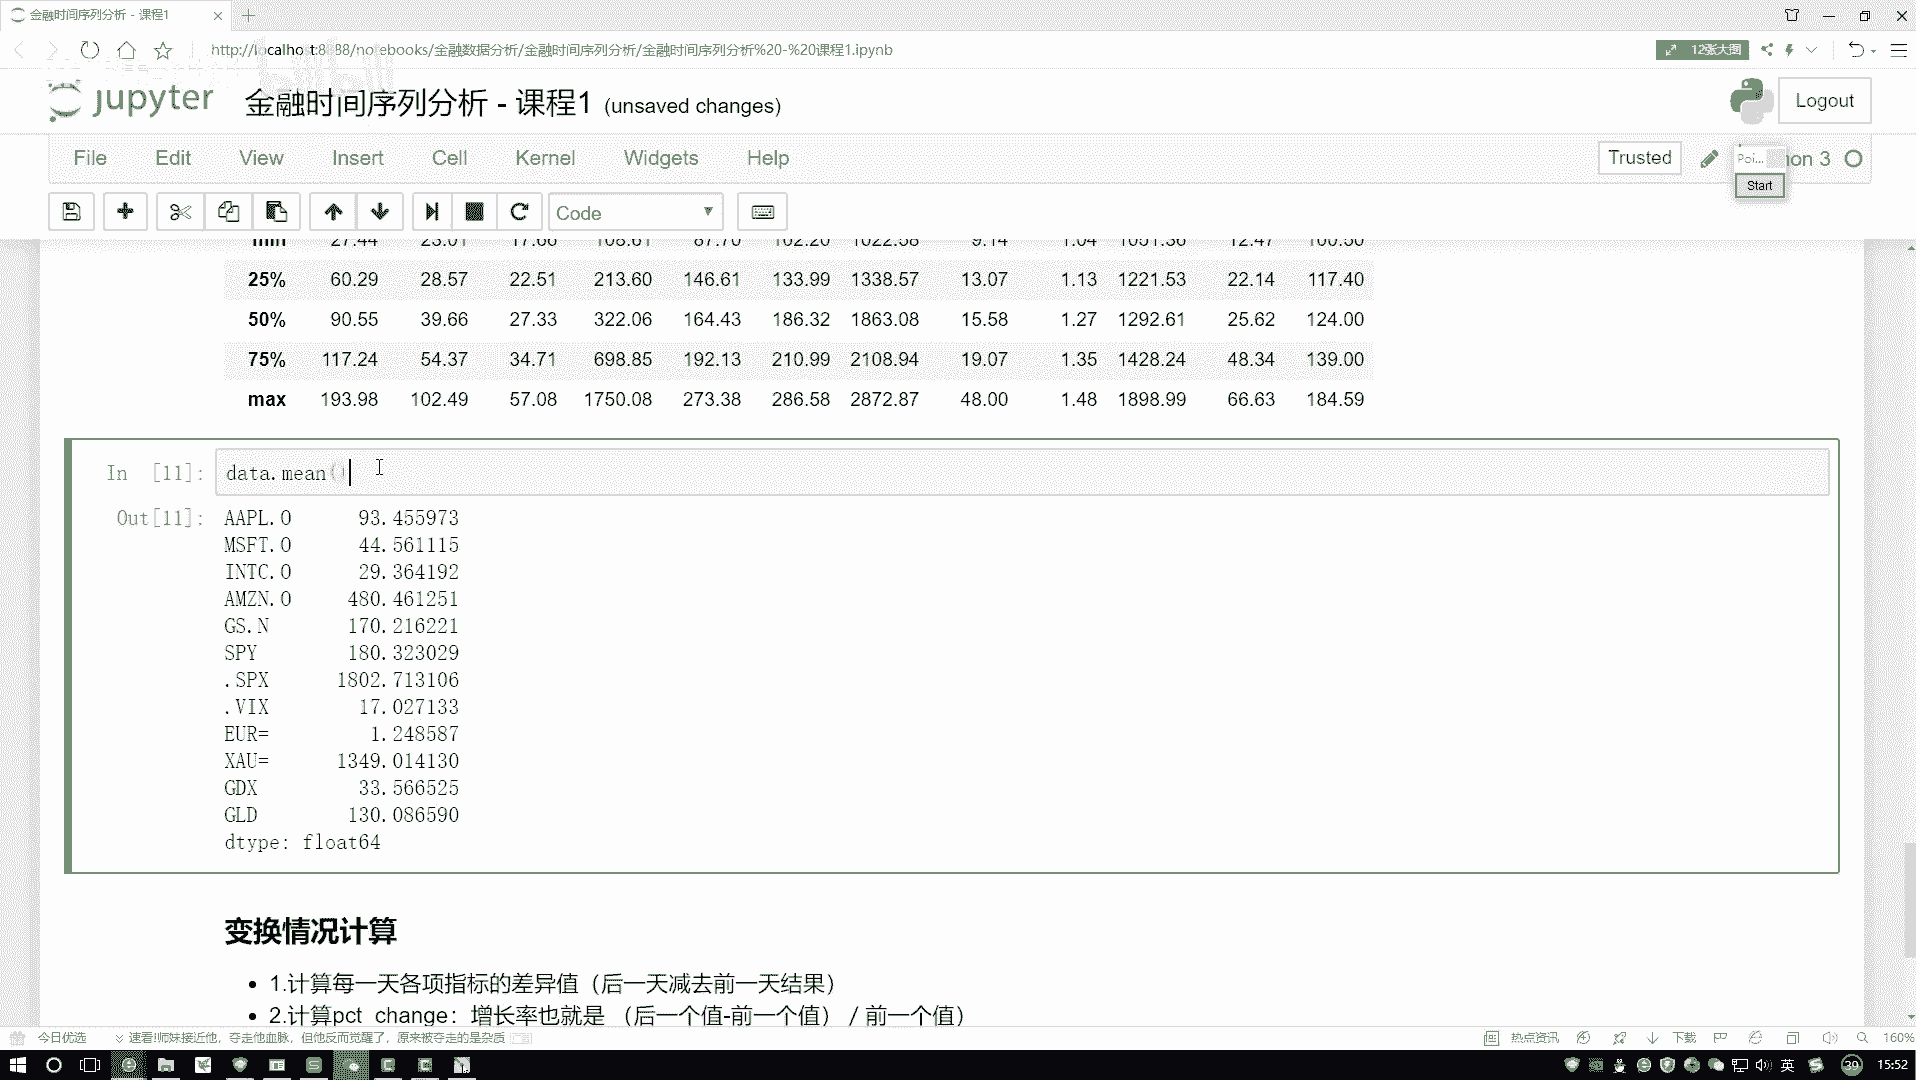 金融时间序列分析 - 课程1
http://localhost:8888/notebooks/金融数据分析/金融时间序列分析/金融时间序列分析%20-%20课程1.ipynb
12张大图
jupyter 金融时间序列分析 - 课程1 (unsaved changes)
Logout
File Edit View Insert Cell Kernel Widgets Help
Trusted
Poi...
on 3
Start
Code
min 27.44 23.01 17.66 108.61 87.70 102.20 1022.58 9.14 1.04 1051.36 12.47 100.50
25% 60.29 28.57 22.51 213.60 146.61 133.99 1338.57 13.07 1.13 1221.53 22.14 117.40
50% 90.55 39.66 27.33 322.06 164.43 186.32 1863.08 15.58 1.27 1292.61 25.62 124.00
75% 117.24 54.37 34.71 698.85 192.13 210.99 2108.94 19.07 1.35 1428.24 48.34 139.00
max 193.98 102.49 57.08 1750.08 273.38 286.58 2872.87 48.00 1.48 1898.99 66.63 184.59
In [11]: data.mean()
Out[11]: AAPL.O 93.455973
MSFT.O 44.561115
INTC.O 29.364192
AMZN.O 480.461251
GS.N 170.216221
SPY 180.323029
.SPX 1802.713106
.VIX 17.027133
EUR= 1.248587
XAU= 1349.014130
GDX 33.566525
GLD 130.086590
dtype: float64
变换情况计算
• 1.计算每一天各项指标的差异值（后一天减去前一天结果）
• 2.计算pct_change：增长率也就是 （后一个值-前一个值）/ 前一个值）
今日优选
速看!师妹接近他，夺走他血脉，但他反而觉醒了，原来被夺走的是杂质
热点资讯
下载
160%
英
39
15:52